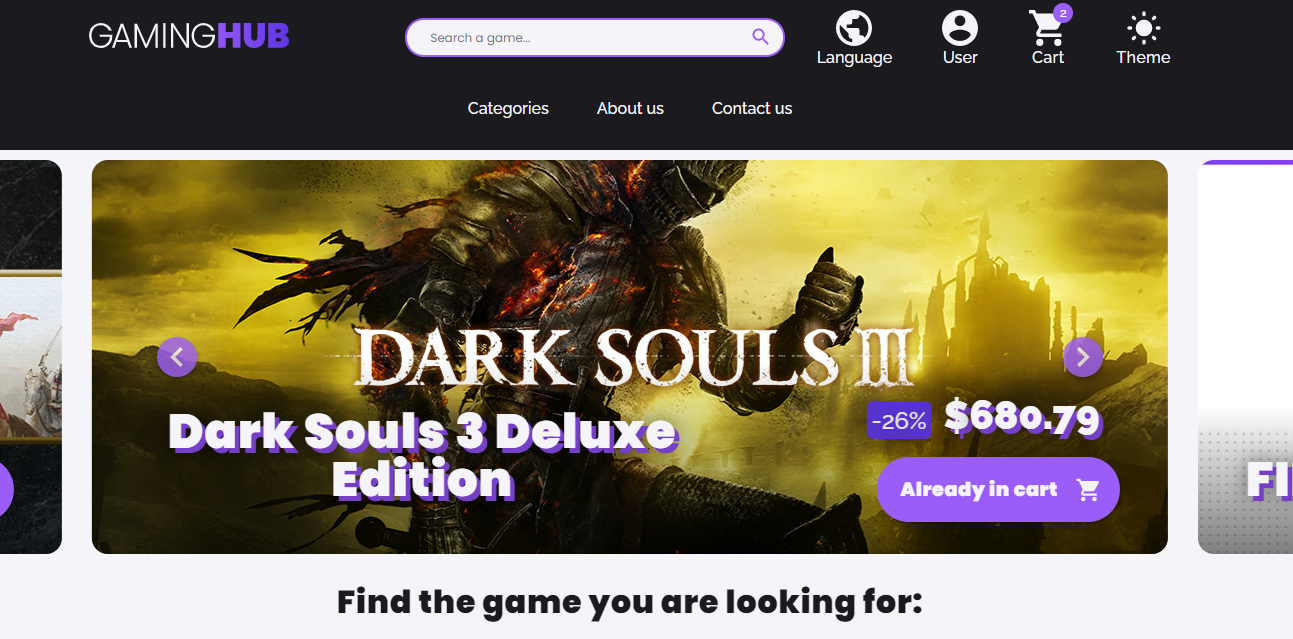 GAMINGHUB
Search a game...
Language
User
2
Cart
Theme
Categories
About us
Contact us
DARK SOULS III
Dark Souls 3 Deluxe
Edition
-26%
$680.79
Already in cart
Fl
Find the game you are looking for: